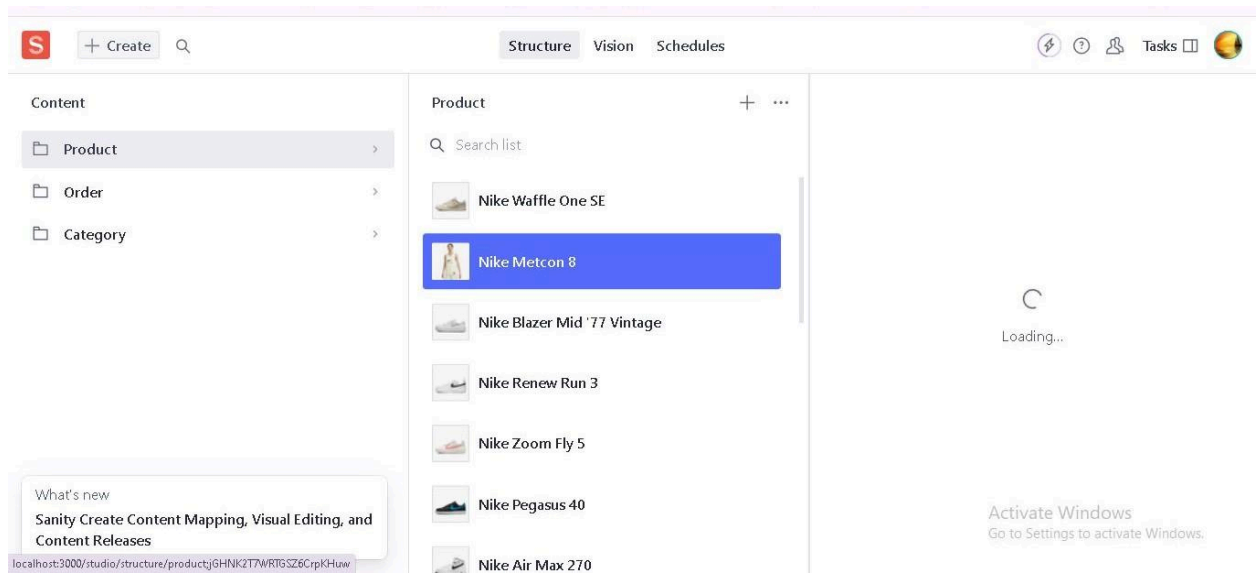 S
+ Create
Structure Vision Schedules
Tasks
Content
Product
Order
Category
Product
Search list
Nike Waffle One SE
Nike Metcon 8
Nike Blazer Mid '77 Vintage
Nike Renew Run 3
Nike Zoom Fly 5
Nike Pegasus 40
Nike Air Max 270
Loading...
What's new
Sanity Create Content Mapping, Visual Editing, and
Content Releases
localhost:3000/studio/structure/product;jGHNK2T7WRTGSZ6CrpKHuw
Activate Windows
Go to Settings to activate Windows.